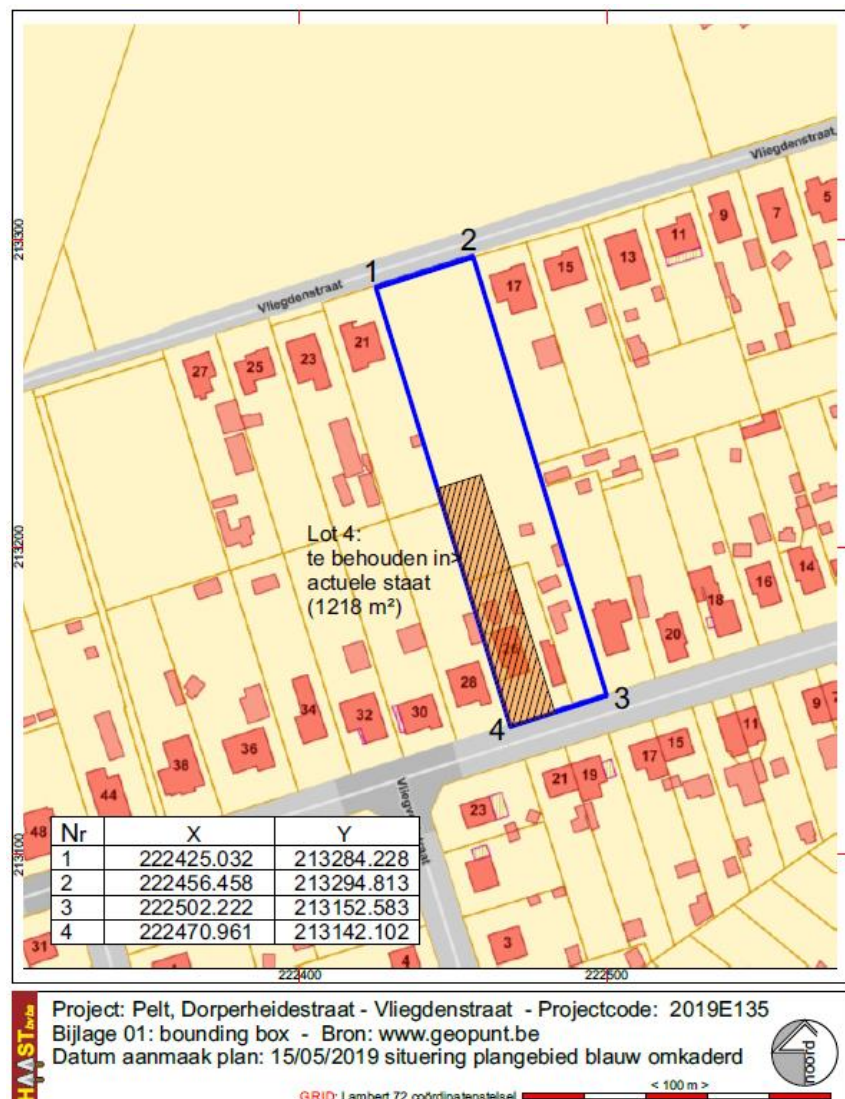 Vliegdenstraat
5
7
9
11
13
2
15
17
1
Vliegdenstraat
21
23
25
27
213300
213200
213100
Lot 4:
te behouden in>
actuele staat
(1218 m²)
14
16
18
20
26
28
30
32
34
36
38
44
48
3
4
9
7
11
15
17
19
21
23
3
4
31
Nr X Y
1 222425.032 213284.228
2 222456.458 213294.813
3 222502.222 213152.583
4 222470.961 213142.102
222400 222500
HAAST bvba
Project: Pelt, Dorperheidestraat - Vliegdenstraat - Projectcode: 2019E135
Bijlage 01: bounding box - Bron: www.geopunt.be
Datum aanmaak plan: 15/05/2019 situering plangebied blauw omkaderd
noord
< 100 m >
GRID: Lambert 72 coördinatenstelsel